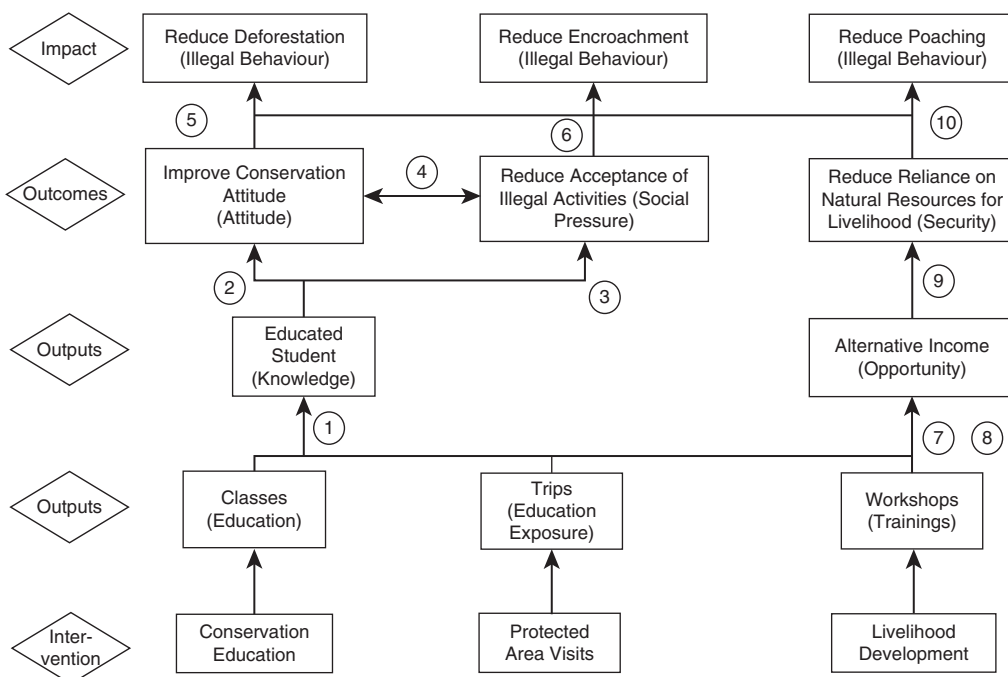 Impact
Reduce Deforestation
(Illegal Behaviour)
Reduce Encroachment
(Illegal Behaviour)
Reduce Poaching
(Illegal Behaviour)
5
6
10
Outcomes
Improve Conservation
Attitude
(Attitude)
4
Reduce Acceptance of
Illegal Activities (Social
Pressure)
Reduce Reliance on
Natural Resources for
Livelihood (Security)
2
3
9
Outputs
Educated
Student
(Knowledge)
Alternative Income
(Opportunity)
1
7
8
Outputs
Classes
(Education)
Trips
(Education
Exposure)
Workshops
(Trainings)
Inter-
vention
Conservation
Education
Protected
Area Visits
Livelihood
Development